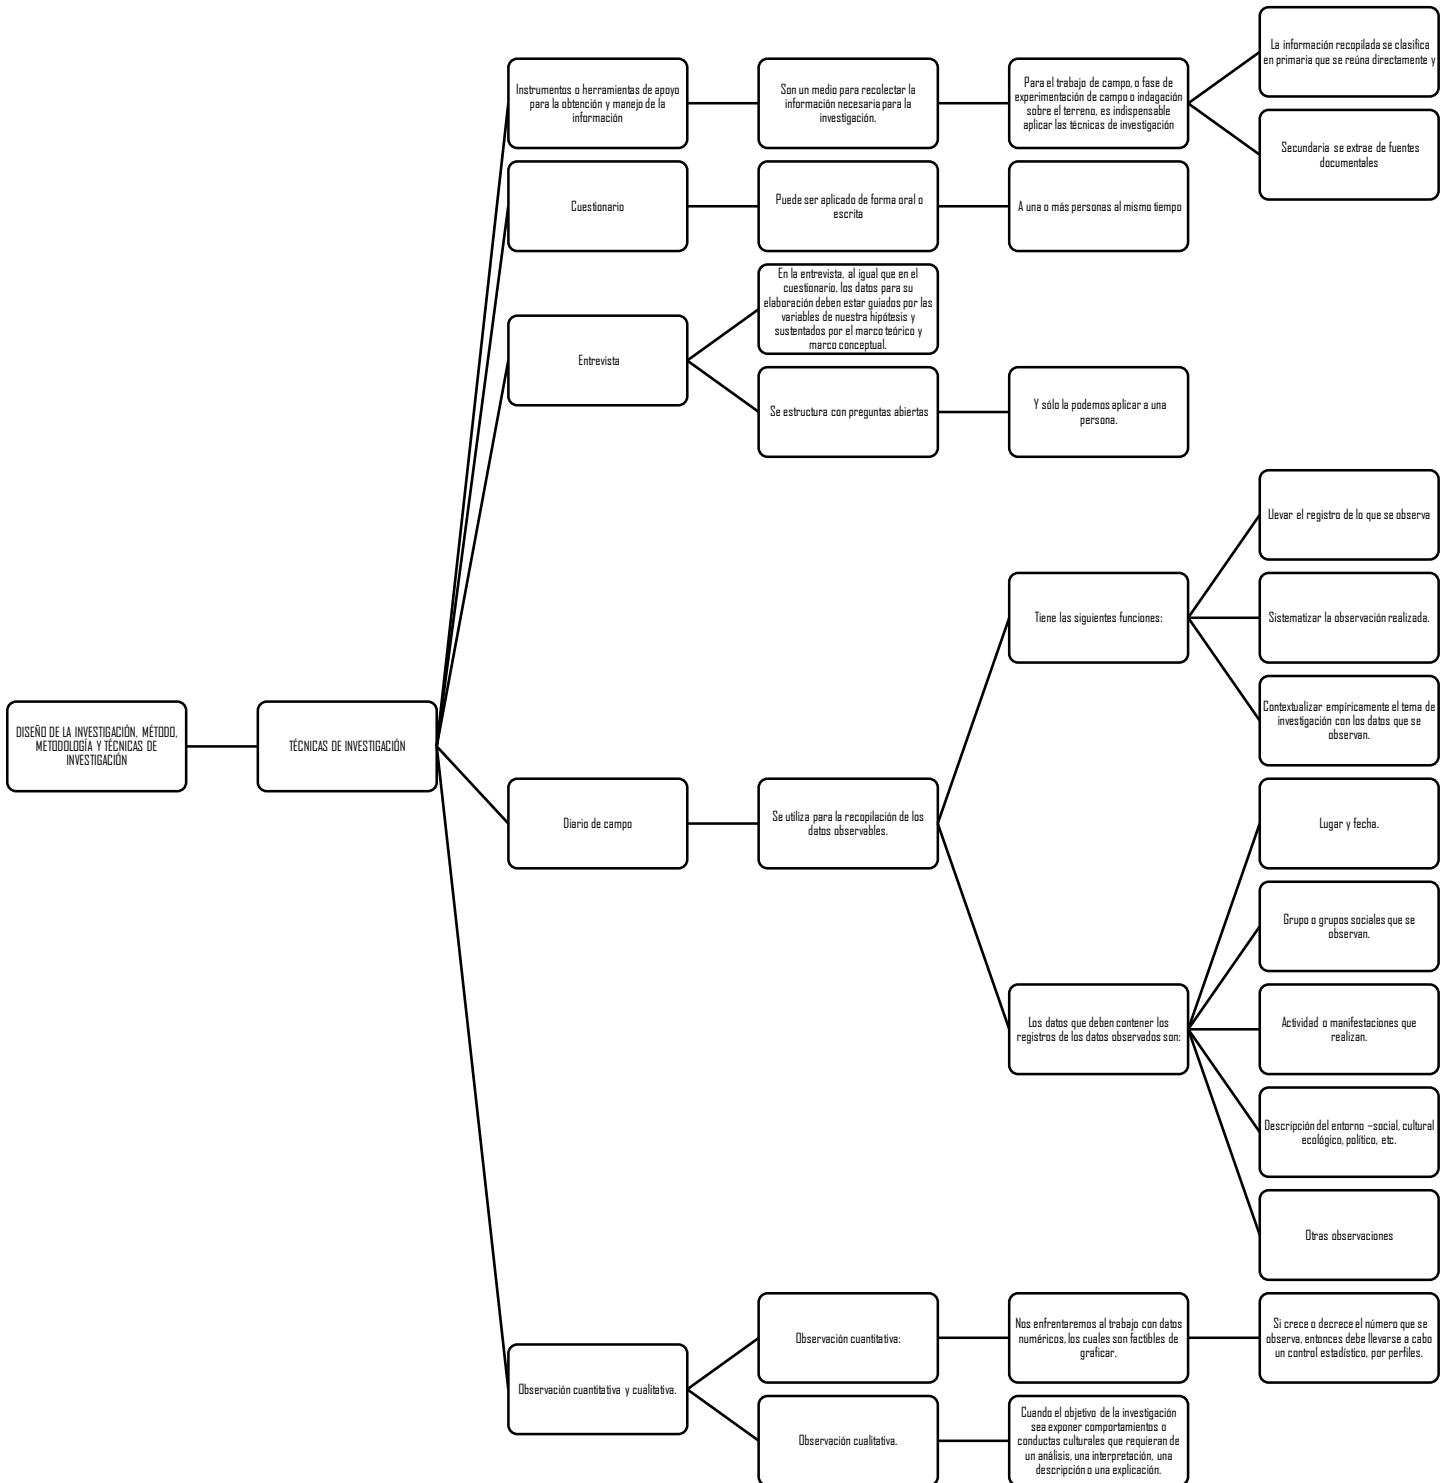 DISEÑO DE LA INVESTIGACIÓN, MÉTODO,
METODOLOGÍA Y TÉCNICAS DE
INVESTIGACIÓN
TÉCNICAS DE INVESTIGACIÓN
Instrumentos o herramientas de apoyo
para la obtención y manejo de la
información
Son un medio para recolectar la
información necesaria para la
investigación.
Para el trabajo de campo, o fase de
experimentación de campo o indagación
sobre el terreno, es indispensable
aplicar las técnicas de investigación
La información recopilada se clasifica
en primaria que se reúna directamente y
Secundaria se extrae de fuentes
documentales
Cuestionario
Puede ser aplicado de forma oral o
escrita
A una o más personas al mismo tiempo
Entrevista
En la entrevista, al igual que en el
cuestionario, los datos para su
elaboración deben estar guiados por las
variables de nuestra hipótesis y
sustentados por el marco teórico y
marco conceptual.
Se estructura con preguntas abiertas
Y sólo la podemos aplicar a una
persona.
Diario de campo
Se utiliza para la recopilación de los
datos observables.
Tiene las siguientes funciones:
Llevar el registro de lo que se observa
Sistematizar la observación realizada.
Contextualizar empíricamente el tema de
investigación con los datos que se
observan.
Los datos que deben contener los
registros de los datos observados son:
Lugar y fecha.
Grupo o grupos sociales que se
observan.
Actividad o manifestaciones que
realizan.
Descripción del entorno –social, cultural
ecológico, político, etc.
Otras observaciones
Observación cuantitativa y cualitativa.
Observación cuantitativa:
Nos enfrentaremos al trabajo con datos
numéricos, los cuales son factibles de
graficar.
Si crece o decrece el número que se
observa, entonces debe llevarse a cabo
un control estadístico, por perfiles.
Observación cualitativa.
Cuando el objetivo de la investigación
sea exponer comportamientos o
conductas culturales que requieran de
un análisis, una interpretación, una
descripción o una explicación.